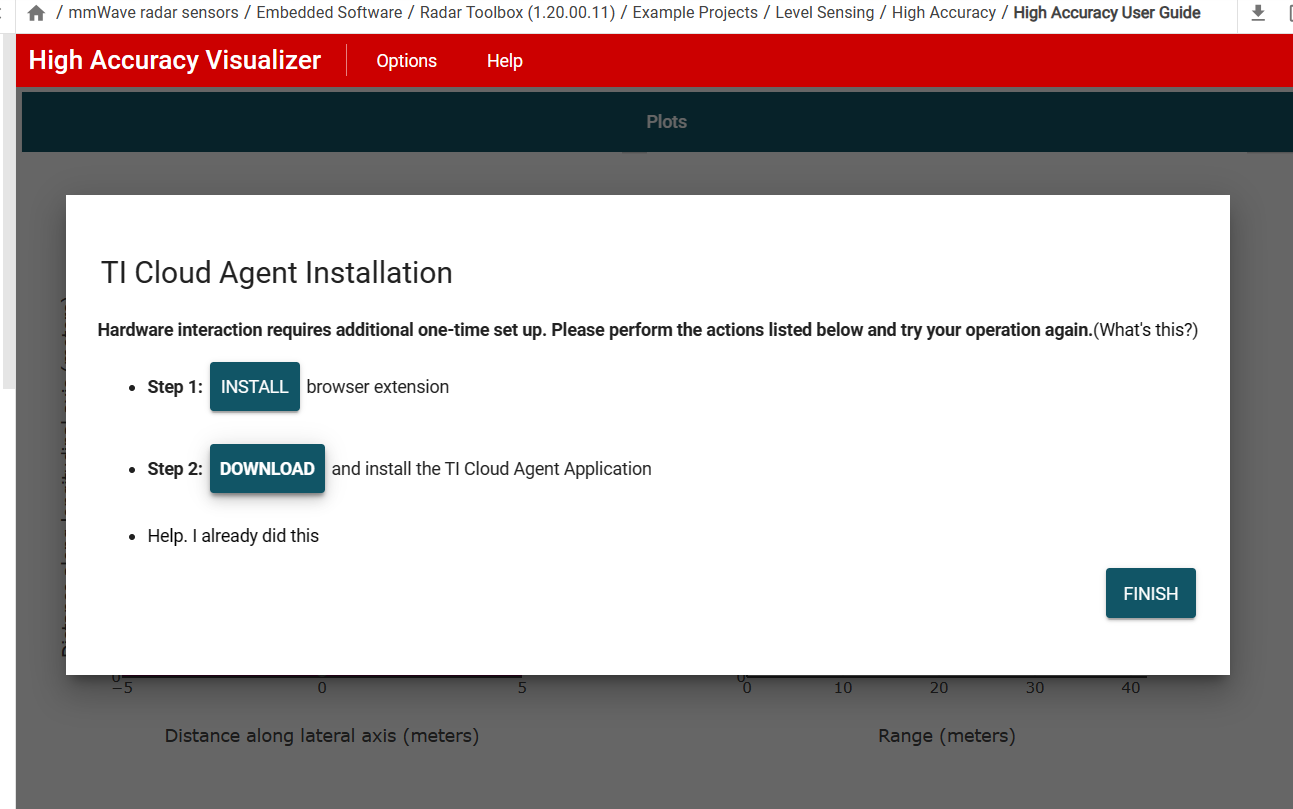 / mmWave radar sensors / Embedded Software / Radar Toolbox (1.20.00.11) / Example Projects / Level Sensing / High Accuracy / High Accuracy User Guide
High Accuracy Visualizer Options Help
Plots
TI Cloud Agent Installation
Hardware interaction requires additional one-time set up. Please perform the actions listed below and try your operation again.(What's this?)
• Step 1: INSTALL browser extension
• Step 2: DOWNLOAD and install the TI Cloud Agent Application
• Help. I already did this
FINISH
0 0
−5 0 5 0 10 20 30 40
Distance along lateral axis (meters) Range (meters)